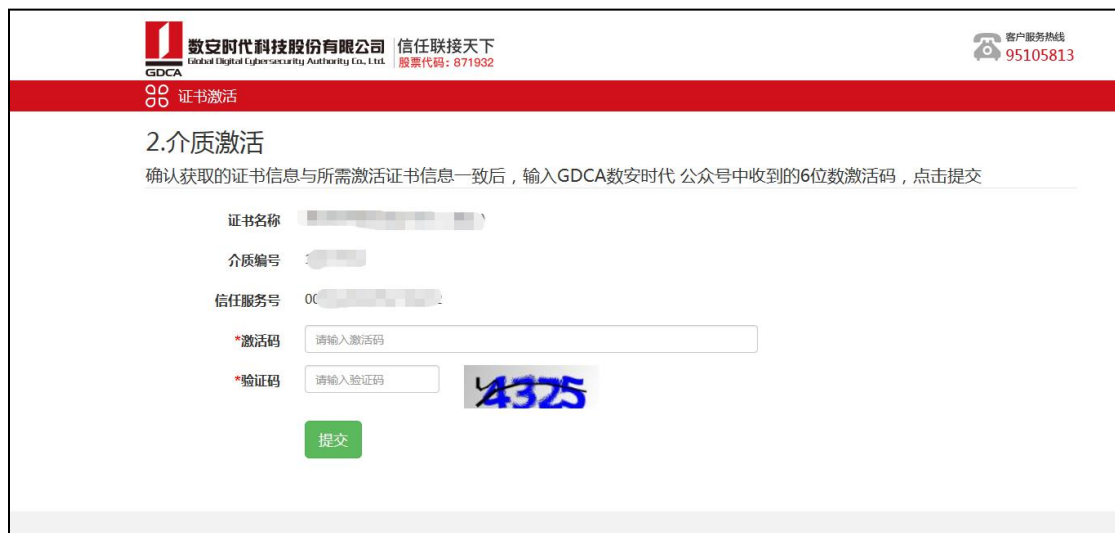 数安时代科技股份有限公司
Global Digital Cybersecurity Authority Co., Ltd.
GDCA
信任联接天下
股票代码: 871932
客户服务热线
95105813
证书激活
2.介质激活
确认获取的证书信息与所需激活证书信息一致后，输入GDCA数安时代 公众号中收到的6位数激活码，点击提交
证书名称
介质编号
信任服务号 00
*激活码 请输入激活码
*验证码 请输入验证码 4325
提交